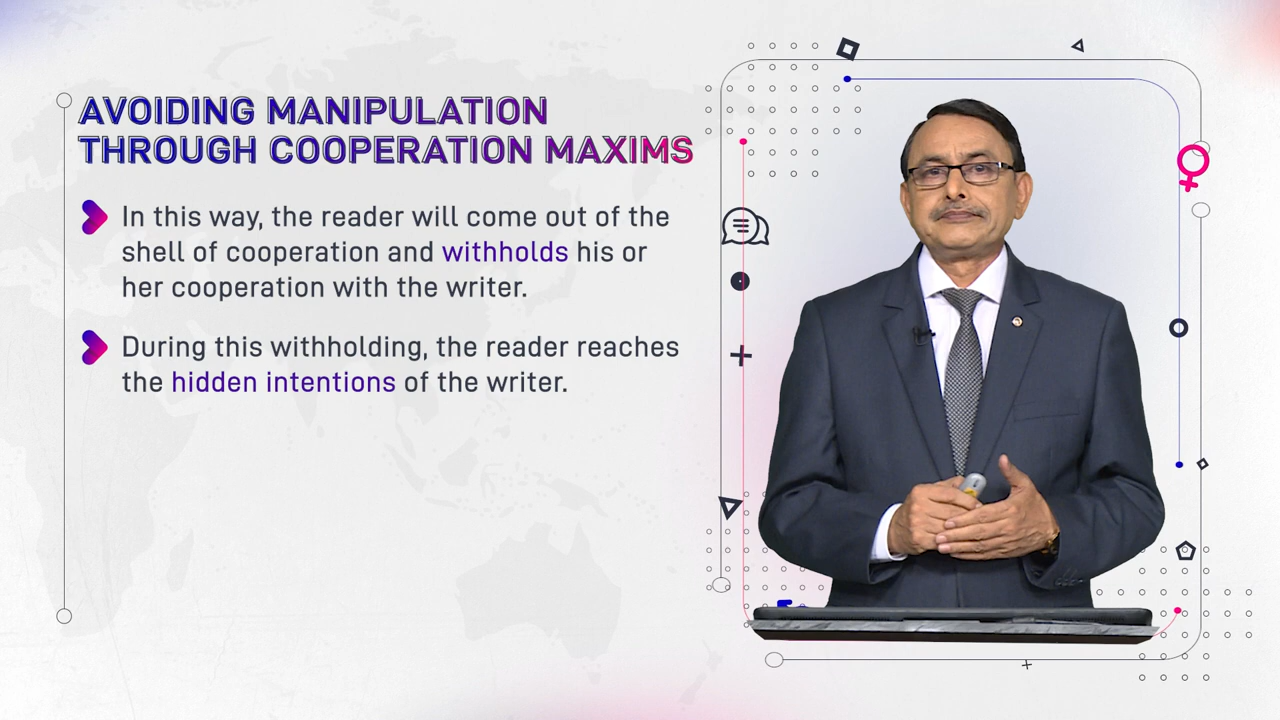 AVOIDING MANIPULATION
THROUGH COOPERATION MAXIMS
In this way, the reader will come out of the
shell of cooperation and withholds his or
her cooperation with the writer.
During this withholding, the reader reaches
the hidden intentions of the writer.